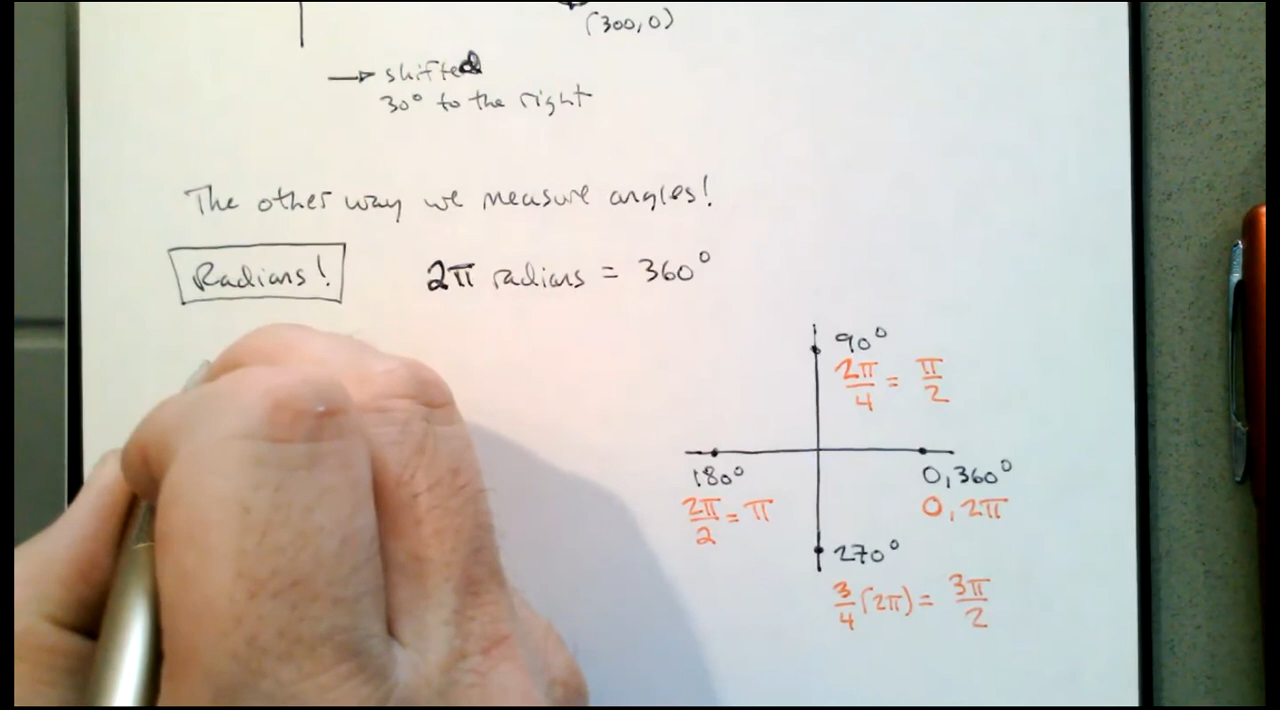 (300,0)
→ shifted
30° to the right
The other way we measure angles!
Radians!
2π radians = 360°
90°
2π/4 = π/2
180°
2π/2 = π
0, 360°
0, 2π
270°
3/4 (2π) = 3π/2